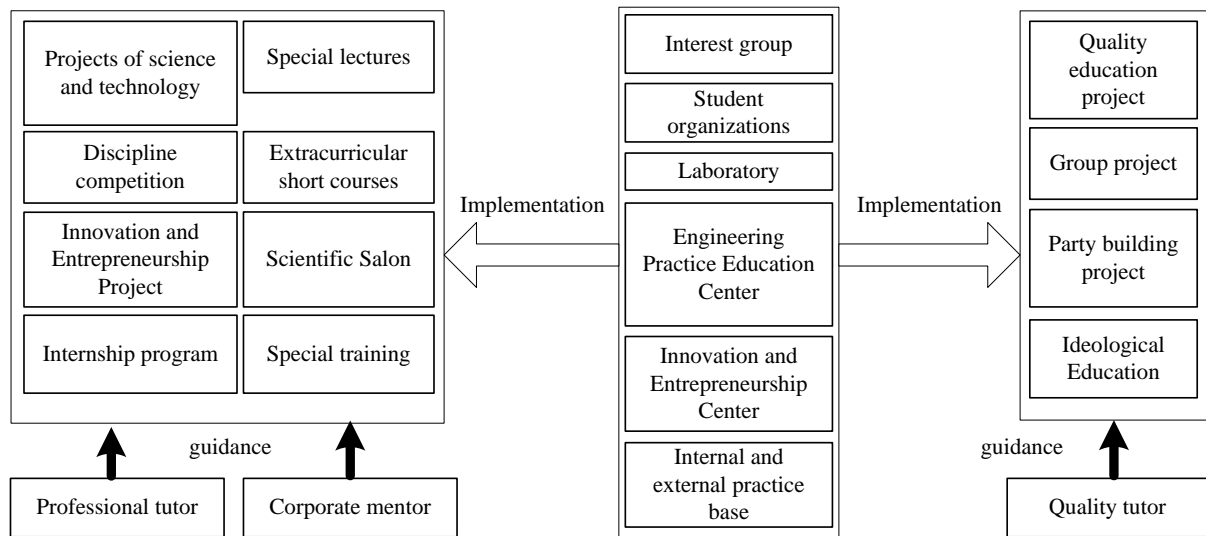 Projects of science
and technology
Special lectures
Discipline
competition
Extracurricular
short courses
Innovation and
Entrepreneurship
Project
Scientific Salon
Internship program
Special training
guidance
Professional tutor
Corporate mentor
Implementation
Interest group
Student
organizations
Laboratory
Engineering
Practice Education
Center
Innovation and
Entrepreneurship
Center
Internal and
external practice
base
Implementation
Quality
education
project
Group project
Party building
project
Ideological
Education
guidance
Quality tutor